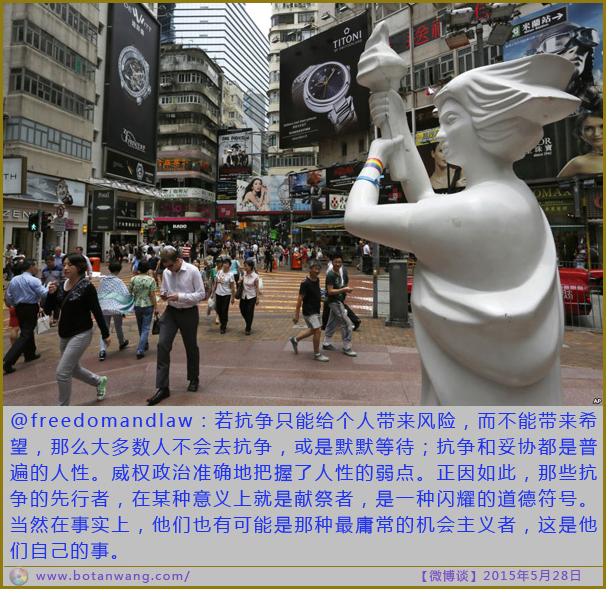 TITONI
TITONI
米蘭站
ZENITH
RADO
AP
@freedomandlaw：若抗争只能给个人带来风险，而不能带来希
望，那么大多数人不会去抗争，或是默默等待；抗争和妥协都是普
遍的人性。威权政治准确地把握了人性的弱点。正因如此，那些抗
争的先行者，在某种意义上就是献祭者，是一种闪耀的道德符号。
当然在事实上，他们也有可能是那种最庸常的机会主义者，这是他
们自己的事。
www.botanwang.com/
【微博谈】2015年5月28日